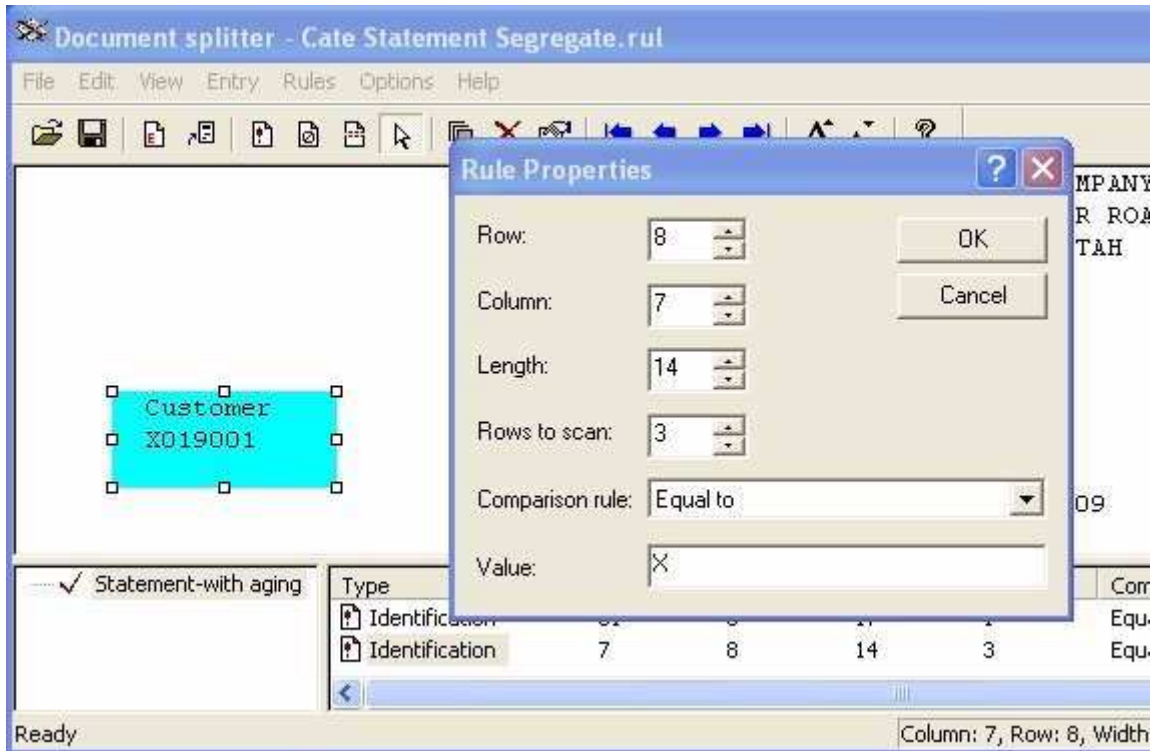 Document splitter - Cate Statement Segregate.rul
File Edit View Entry Rules Options Help
Rule Properties
MPANY
R ROA
TAH
Row: 8
OK
Column: 7
Cancel
Length: 14
Customer
X019001
Rows to scan: 3
Comparison rule: Equal to
09
Value: X
Statement-with aging
Type
Com
Identification
Equa
Identification 7 8 14 3 Equa
Ready
Column: 7, Row: 8, Width